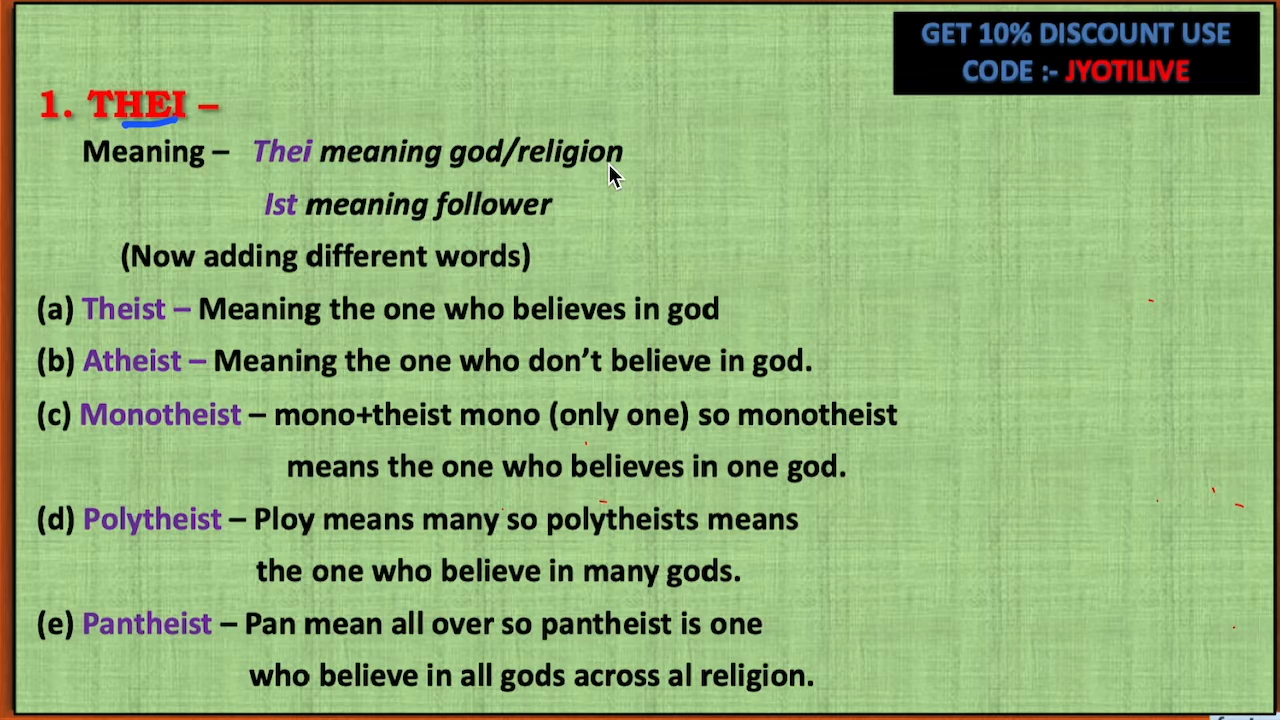 GET 10% DISCOUNT USE
CODE :- JYOTILIVE
1. THEI –
Meaning – Thei meaning god/religion
Ist meaning follower
(Now adding different words)
(a) Theist – Meaning the one who believes in god
(b) Atheist – Meaning the one who don't believe in god.
(c) Monotheist – mono+theist mono (only one) so monotheist
means the one who believes in one god.
(d) Polytheist – Ploy means many so polytheists means
the one who believe in many gods.
(e) Pantheist – Pan mean all over so pantheist is one
who believe in all gods across al religion.